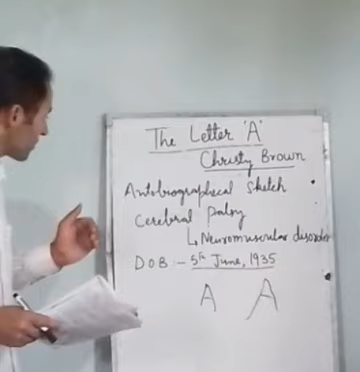 The Letter 'A'
Christy Brown
Autobiographical Sketch
Cerebral Palsy
↳ Neuromuscular disorder
DOB :- 5th June, 1935
A A